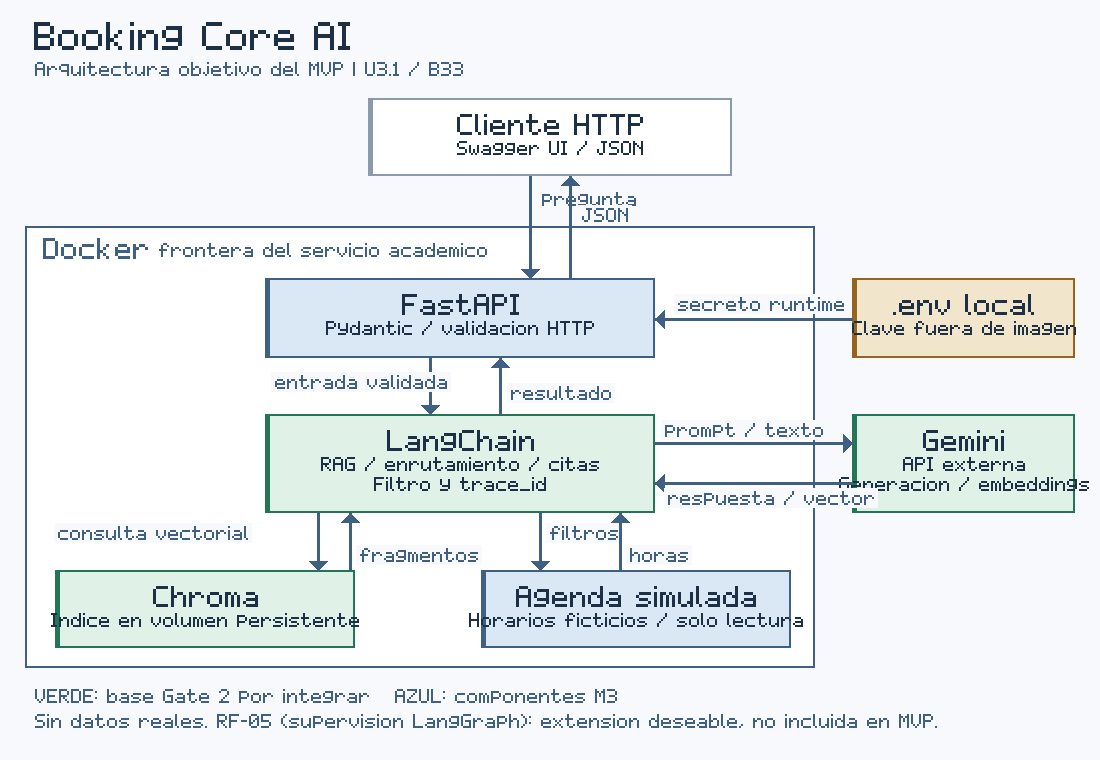 Booking Core AI
Arquitectura objetivo del MVP | U3.1 / B33
Cliente HTTP
Swagger UI / JSON
Pregunta
JSON
Docker frontera del servicio academico
FastAPI
Pydantic / validacion HTTP
secreto runtime
.env local
Clave fuera de imagen
entrada validada
resultado
LangChain
RAG / enrutamiento / citas
Filtro y trace_id
Prompt / texto
respuesta / vector
Gemini
API externa
Generacion / embeddings
consulta vectorial
fragmentos
filtros
horas
Chroma
Indice en volumen persistente
Agenda simulada
Horarios ficticios / solo lectura
VERDE: base Gate 2 por integrar AZUL: componentes M3
Sin datos reales. RF-05 (supervision LangGraph): extension deseable, no incluida en MVP.